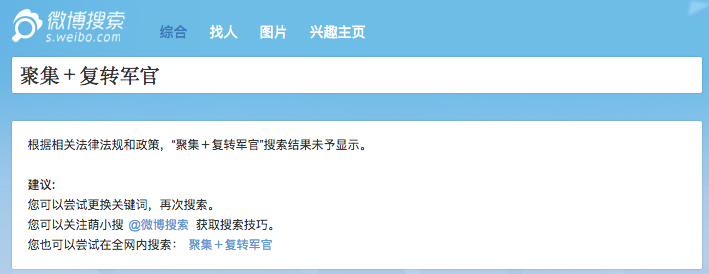 微博搜索
s.weibo.com
综合 找人 图片 兴趣主页
聚集+复转军官
根据相关法律法规和政策，“聚集+复转军官”搜索结果未予显示。
建议:
您可以尝试更换关键词，再次搜索。
您可以关注萌小搜 @微博搜索 获取搜索技巧。
您也可以尝试在全网内搜索： 聚集+复转军官